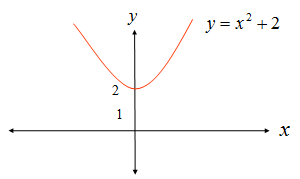 y
y = x² + 2
2
1
x